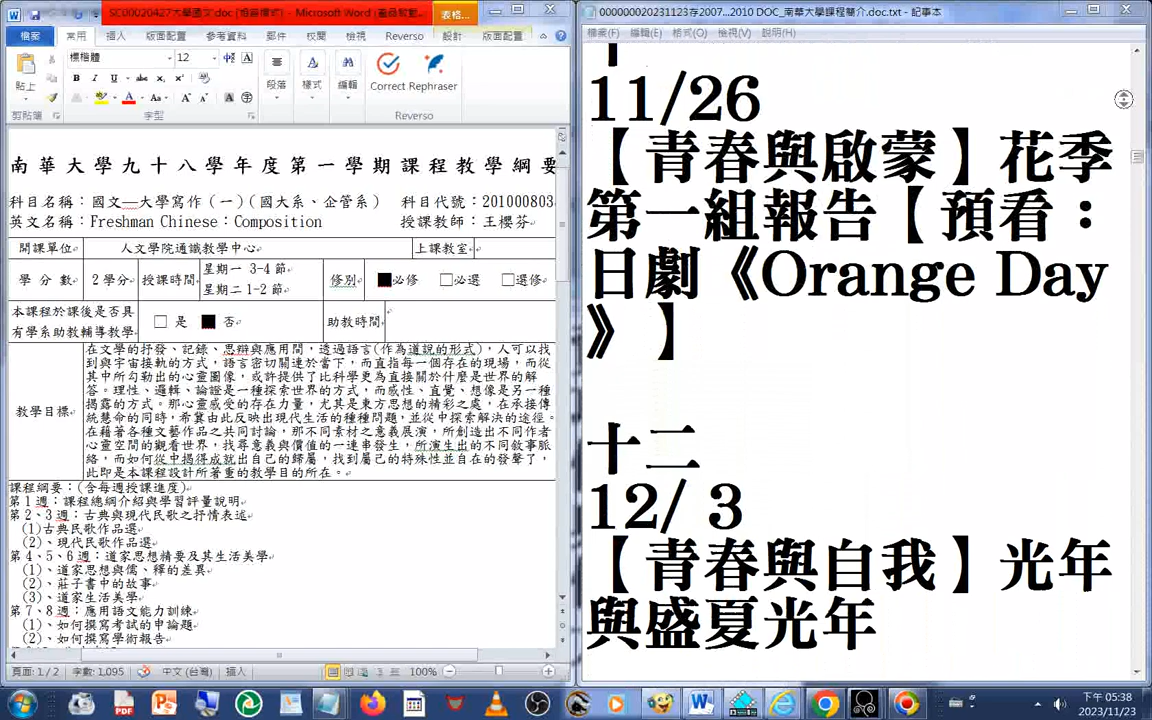 SC00020427大學國文.doc [相容模式] - Microsoft Word (產品啟動...
表格...
檔案 常用 插入 版面配置 參考資料 郵件 校閱 檢視 Reverso 設計 版面配置
標楷體 12
貼上
段落 樣式 編輯 Correct Rephraser
剪貼簿 字型 Reverso
南華大學九十八學年度第一學期課程教學綱要
科目名稱：國文—大學寫作（一）(國大系、企管系) 科目代號：201000803
英文名稱：Freshman Chinese：Composition 授課教師：王櫻芬
開課單位 人文學院通識教學中心 上課教室
學分數 2學分 授課時間 星期一 3-4 節 修別 ■必修 □必選 □選修
星期二 1-2 節
本課程於課後是否具 □ 是 ■ 否 助教時間
有學系助教輔導教學
教學目標
在文學的抒發、記錄、思辯與應用間，透過語言(作為道說的形式)，人可以找
到與宇宙接軌的方式，語言密切關連於當下，而直指每一個存在的現場，而從
其中所勾勒出的心靈圖像，或許提供了比科學更為直接關於什麼是世界的解
答。理性、邏輯、論證是一種探索世界的方式，而感性、直覺、想像是另一種
揭露的方式。那心靈感受的存在力量，尤其是東方思想的精彩之處，在承接傳
統慧命的同時，希冀由此反映出現代生活的種種問題，並從中探索解決的途徑。
在藉著各種文藝作品之共同討論，那不同素材之意義展演，所創造出不同作者
心靈空間的觀看世界，找尋意義與價值的一連串發生，所演生出的不同敘事脈
絡，而如何從中揭得成就出自己的歸屬，找到屬己的特殊性並自在的發聲了，
此即是本課程設計所著重的教學目的所在。
課程綱要：(含每週授課進度)
第1週：課程總綱介紹與學習評量說明
第2、3週：古典與現代民歌之抒情表述
(1)古典民歌作品選
(2)、現代民歌作品選
第4、5、6週：道家思想精要及其生活美學
(1)、道家思想與儒、釋的差異
(2)、莊子書中的故事
(3)、道家生活美學
第7、8週：應用語文能力訓練
(1)、如何撰寫考試的申論題
(2)、如何撰寫學術報告
頁面: 1 / 2 字數: 1,095 中文 (台灣) 插入 100%
000000020231123存2007...2010 DOC_南華大學課程簡介.doc.txt - 記事本
檔案(F) 編輯(E) 格式(O) 檢視(V) 說明(H)
11/26
【青春與啟蒙】花季
第一組報告【預看：
日劇《Orange Day
》】
十二
12/ 3
【青春與自我】光年
與盛夏光年
下午 05:38
2023/11/23